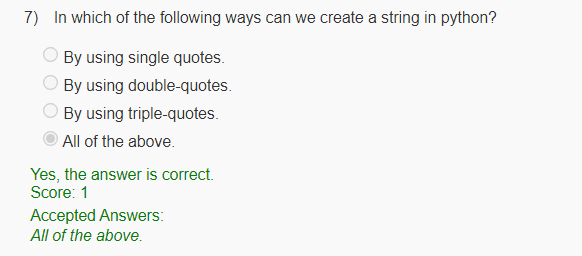 7) In which of the following ways can we create a string in python?
By using single quotes.
By using double-quotes.
By using triple-quotes.
All of the above.
Yes, the answer is correct.
Score: 1
Accepted Answers:
All of the above.